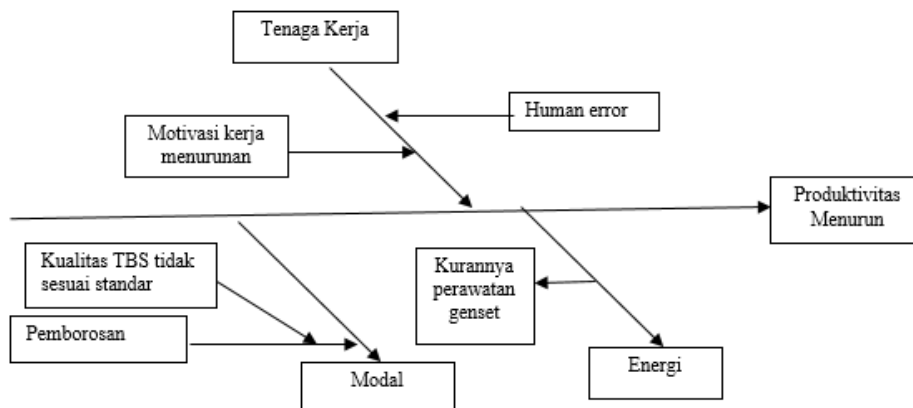 Tenaga Kerja
Human error
Motivasi kerja
menurunan
Produktivitas
Menurun
Kualitas TBS tidak
sesuai standar
Kurannya
perawatan
genset
Pemborosan
Modal
Energi